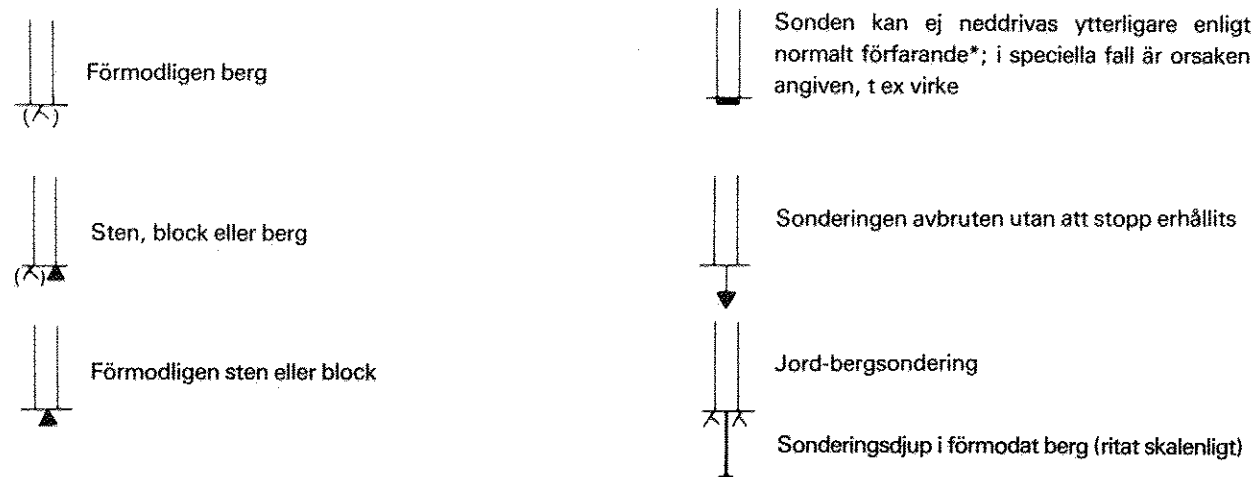 Förmodligen berg
Sten, block eller berg
Förmodligen sten eller block
Sonden kan ej neddrivas ytterligare enligt
normalt förfarande*; i speciella fall är orsaken
angiven, t ex virke
Sonderingen avbruten utan att stopp erhållits
Jord-bergsondering
Sonderingsdjup i förmodat berg (ritat skalenligt)